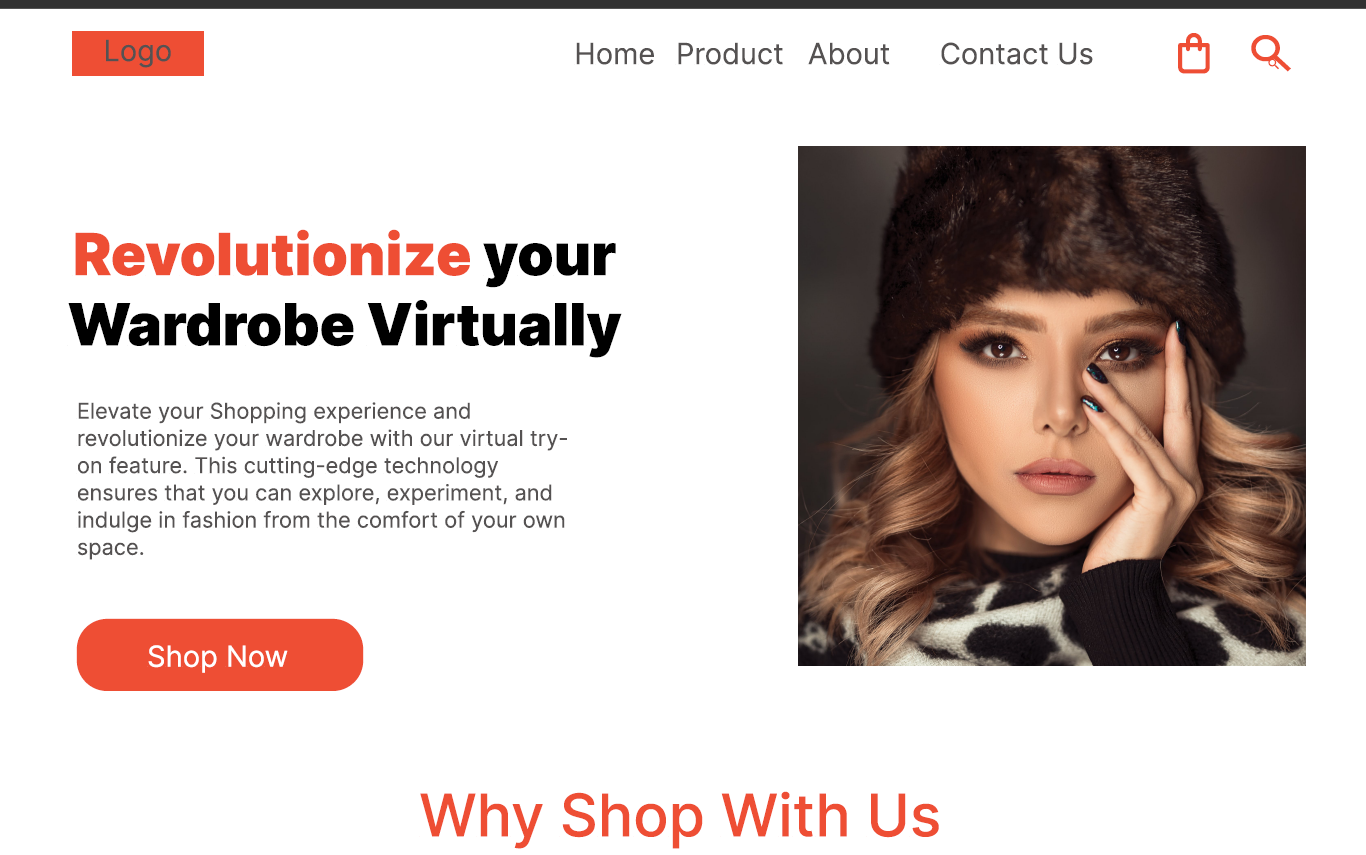 Logo
Home Product About Contact Us
Revolutionize your
Wardrobe Virtually
Elevate your Shopping experience and
revolutionize your wardrobe with our virtual try-
on feature. This cutting-edge technology
ensures that you can explore, experiment, and
indulge in fashion from the comfort of your own
space.
Shop Now
Why Shop With Us